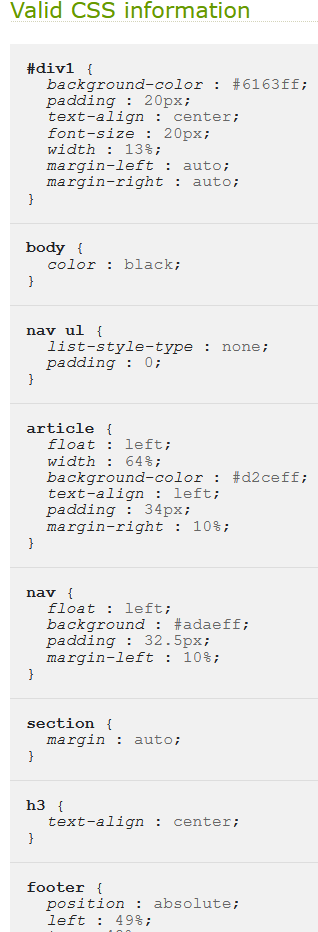 Valid CSS information
#div1 {
background-color : #6163ff;
padding : 20px;
text-align : center;
font-size : 20px;
width : 13%;
margin-left : auto;
margin-right : auto;
}
body {
color : black;
}
nav ul {
list-style-type : none;
padding : 0;
}
article {
float : left;
width : 64%;
background-color : #d2ceff;
text-align : left;
padding : 34px;
margin-right : 10%;
}
nav {
float : left;
background : #adaeff;
padding : 32.5px;
margin-left : 10%;
}
section {
margin : auto;
}
h3 {
text-align : center;
}
footer {
position : absolute;
left : 49%;